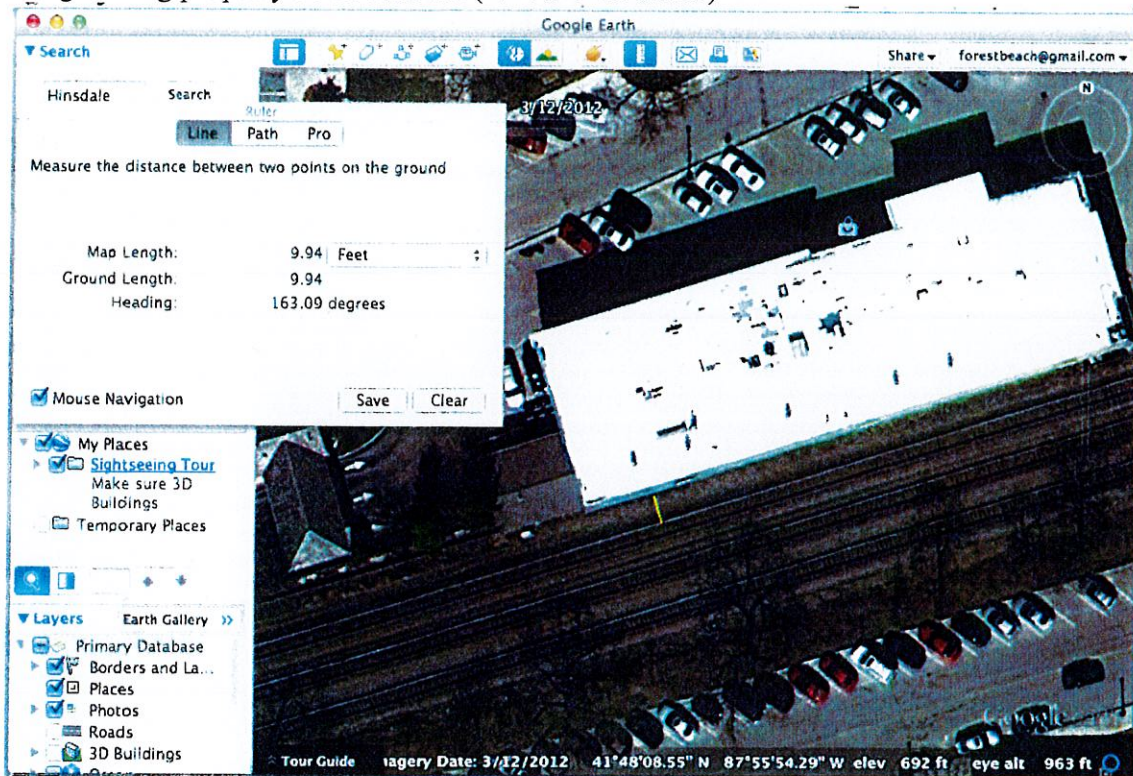 Google Earth
Search
Share forestbeach@gmail.com
Hinsdale Search
Ruler
Line Path Pro
Measure the distance between two points on the ground
Map Length: 9.94 Feet
Ground Length: 9.94
Heading: 163.09 degrees
Mouse Navigation
Save Clear
3/12/2012
N
My Places
Sightseeing Tour
Make sure 3D
Buildings
Temporary Places
Layers Earth Gallery >>
Primary Database
Borders and La...
Places
Photos
Roads
3D Buildings
Google
Tour Guide agery Date: 3/12/2012 41°48'08.55" N 87°55'54.29" W elev 692 ft eye alt 963 ft